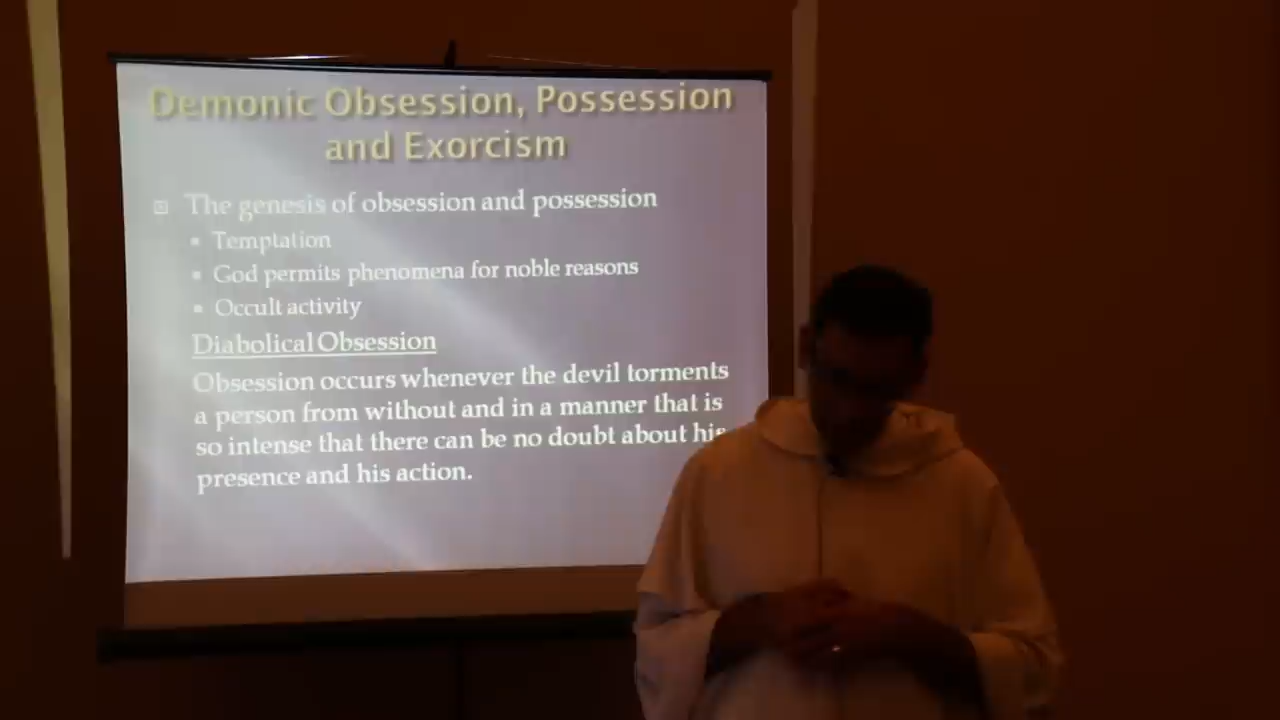 Demonic Obsession, Possession
and Exorcism
The genesis of obsession and possession
Temptation
God permits phenomena for noble reasons
Occult activity
Diabolical Obsession
Obsession occurs whenever the devil torments
a person from without and in a manner that is
so intense that there can be no doubt about his
presence and his action.